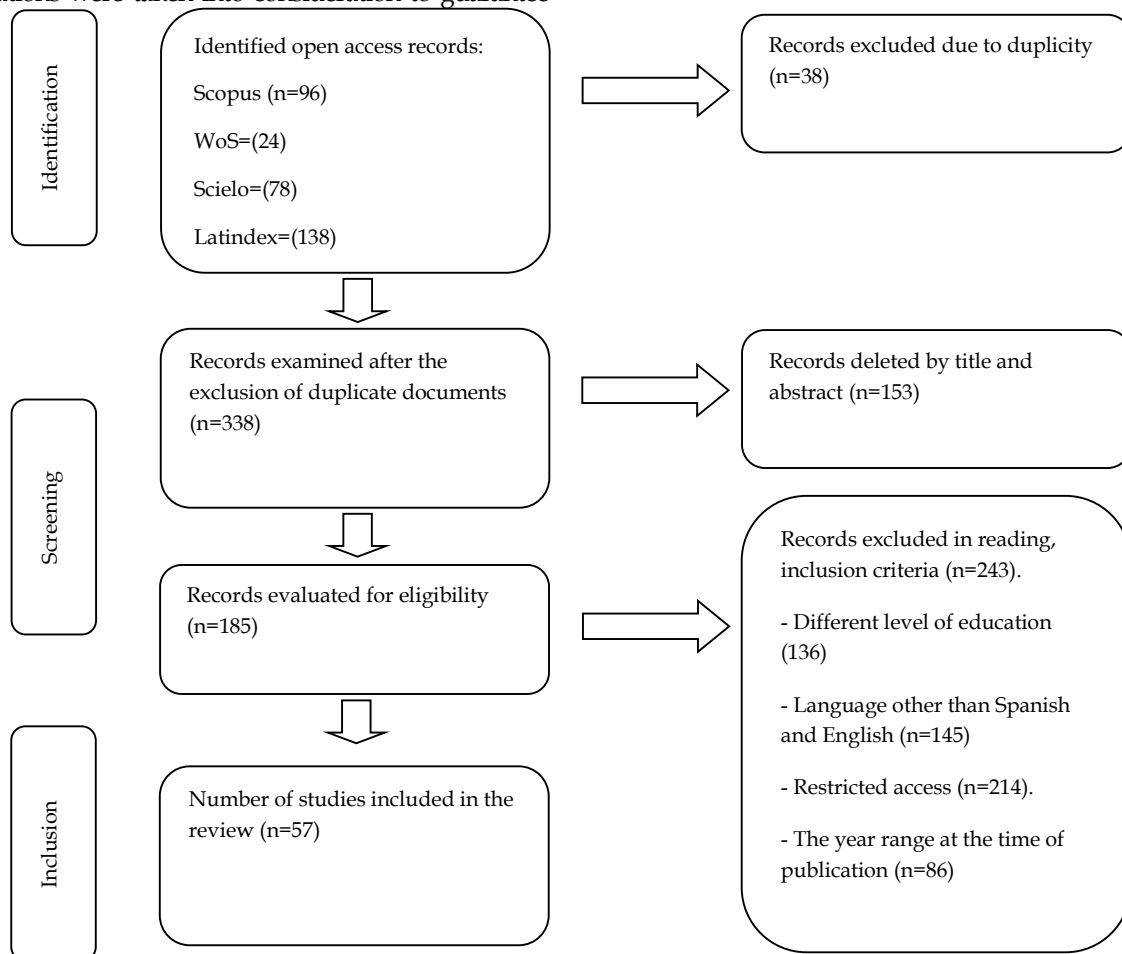 Identification
Identified open access records:
Scopus (n=96)
WoS=(24)
Scielo=(78)
Latindex=(138)
Records excluded due to duplicity
(n=38)
Screening
Records examined after the
exclusion of duplicate documents
(n=338)
Records deleted by title and
abstract (n=153)
Records evaluated for eligibility
(n=185)
Records excluded in reading,
inclusion criteria (n=243).
- Different level of education
(136)
- Language other than Spanish
and English (n=145)
- Restricted access (n=214).
- The year range at the time of
publication (n=86)
Inclusion
Number of studies included in the
review (n=57)